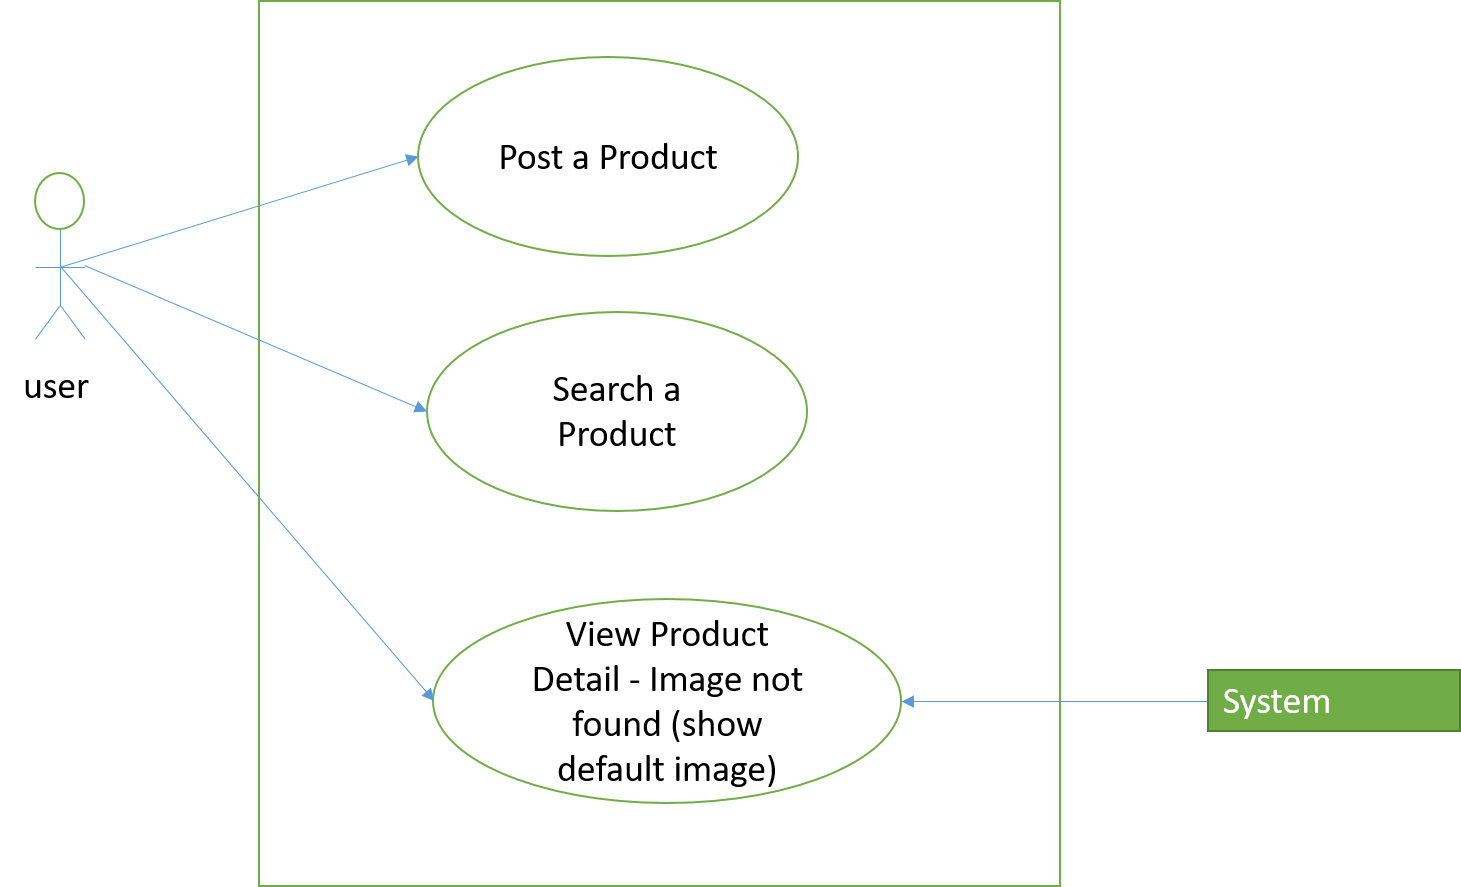 Post a Product
user
Search a
Product
View Product
Detail - Image not
found (show
default image)
System